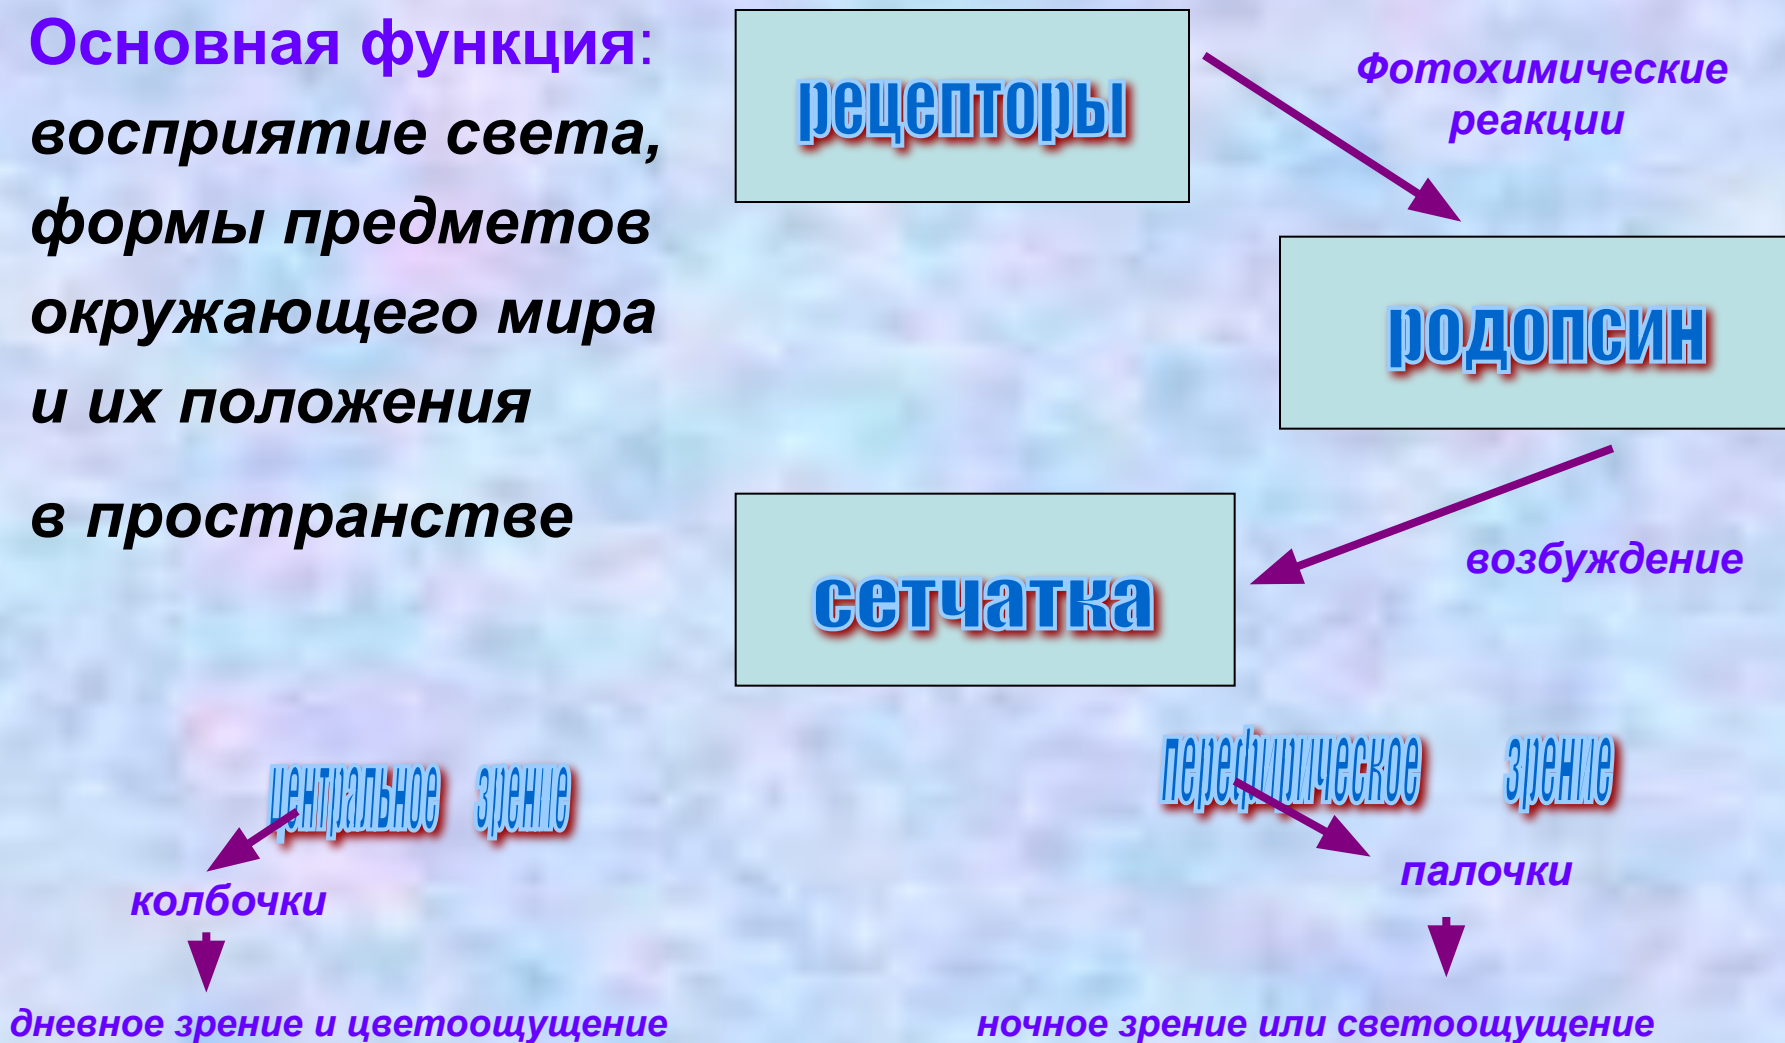 Основная функция:
восприятие света,
формы предметов
окружающего мира
и их положения
в пространстве
рецепторы
Фотохимические
реакции
родопсин
возбуждение
сетчатка
центральное зрение
перефирическое зрение
колбочки
палочки
дневное зрение и цветоощущение
ночное зрение или светоощущение